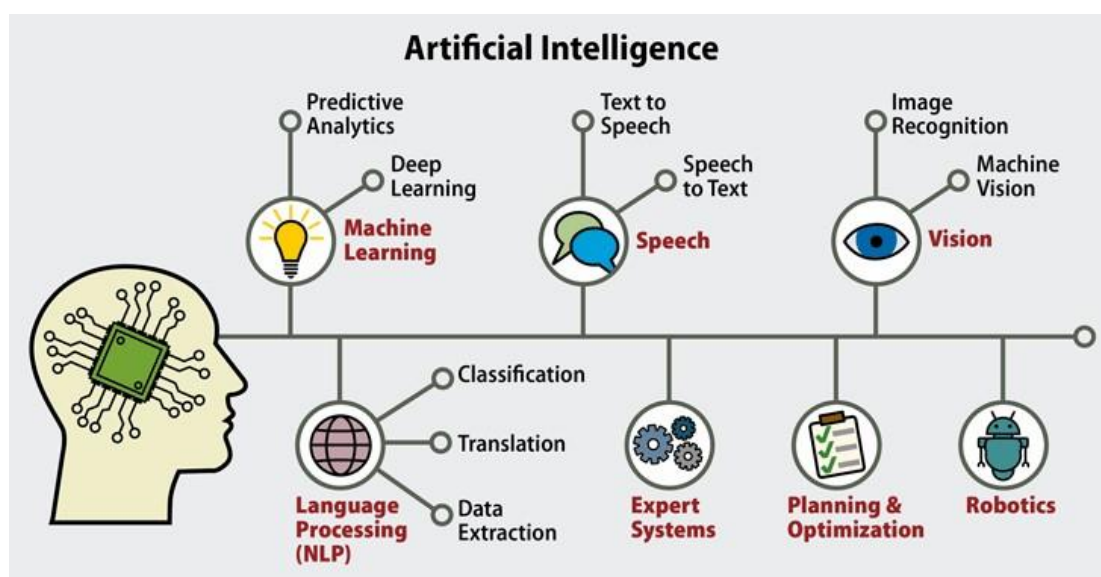 Artificial Intelligence
Predictive
Analytics
Deep
Learning
Machine
Learning
Text to
Speech
Speech
to Text
Speech
Image
Recognition
Machine
Vision
Vision
Classification
Translation
Data
Extraction
Language
Processing
(NLP)
Expert
Systems
Planning &
Optimization
Robotics